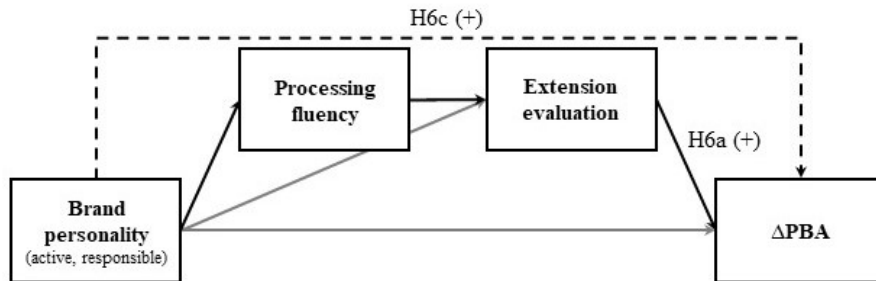 H6c (+)
Processing
fluency
Extension
evaluation
H6a (+)
Brand
personality
(active, responsible)
ΔPBA